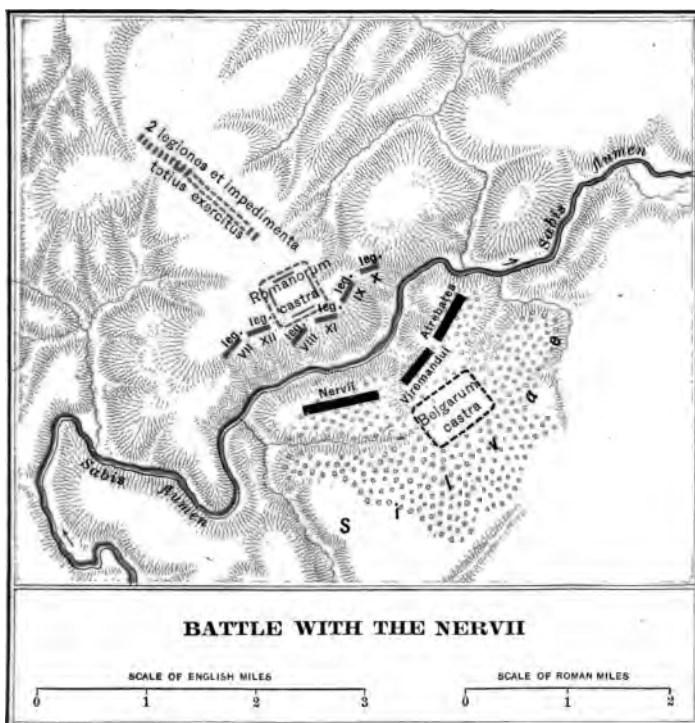 2 legiones et impedimenta
totius exercitus
Romanorum
castra
leg. X
leg. IX
leg. XI
leg. VIII
leg. XII
leg. VII
Sabis flumen
Atrebates
Viromandui
Nervii
Belgarum
castra
Silvae
Sabis flumen
BATTLE WITH THE NERVII
SCALE OF ENGLISH MILES
0 1 2 3
SCALE OF ROMAN MILES
0 1 2